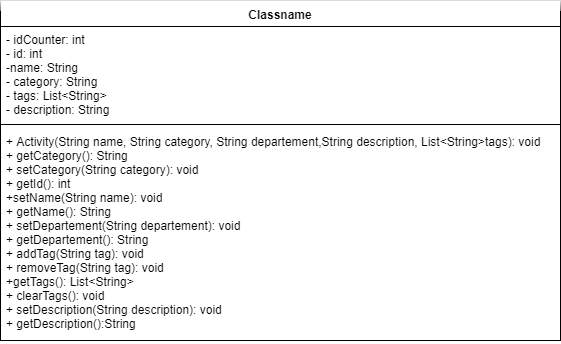 Classname
- idCounter: int
- id: int
-name: String
- category: String
- tags: List<String>
- description: String
+ Activity(String name, String category, String departement,String description, List<String>tags): void
+ getCategory(): String
+ setCategory(String category): void
+ getId(): int
+setName(String name): void
+ getName(): String
+ setDepartement(String departement): void
+ getDepartement(): String
+ addTag(String tag): void
+ removeTag(String tag): void
+getTags(): List<String>
+ clearTags(): void
+ setDescription(String description): void
+ getDescription():String